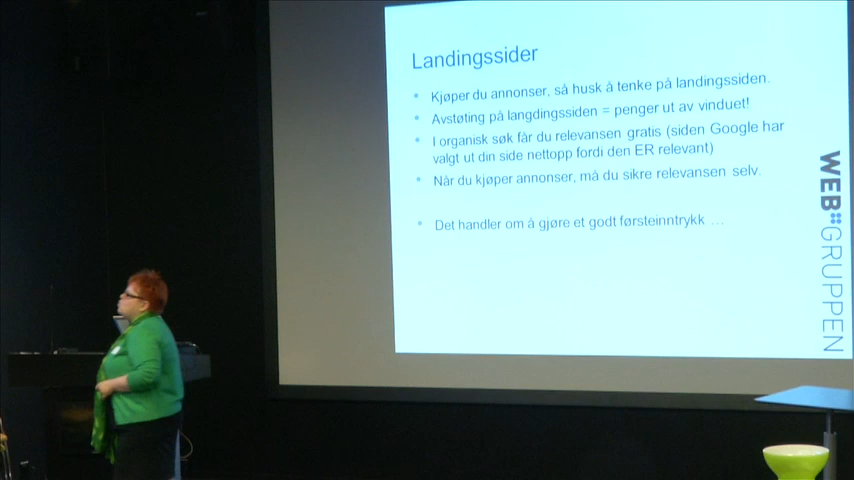 Landingssider
• Kjøper du annonser, så husk å tenke på landingssiden.
• Avstøting på langdingssiden = penger ut av vinduet!
• I organisk søk får du relevansen gratis (siden Google har
valgt ut din side nettopp fordi den ER relevant)
• Når du kjøper annonser, må du sikre relevansen selv.
• Det handler om å gjøre et godt førsteinntrykk …
WEB GRUPPEN